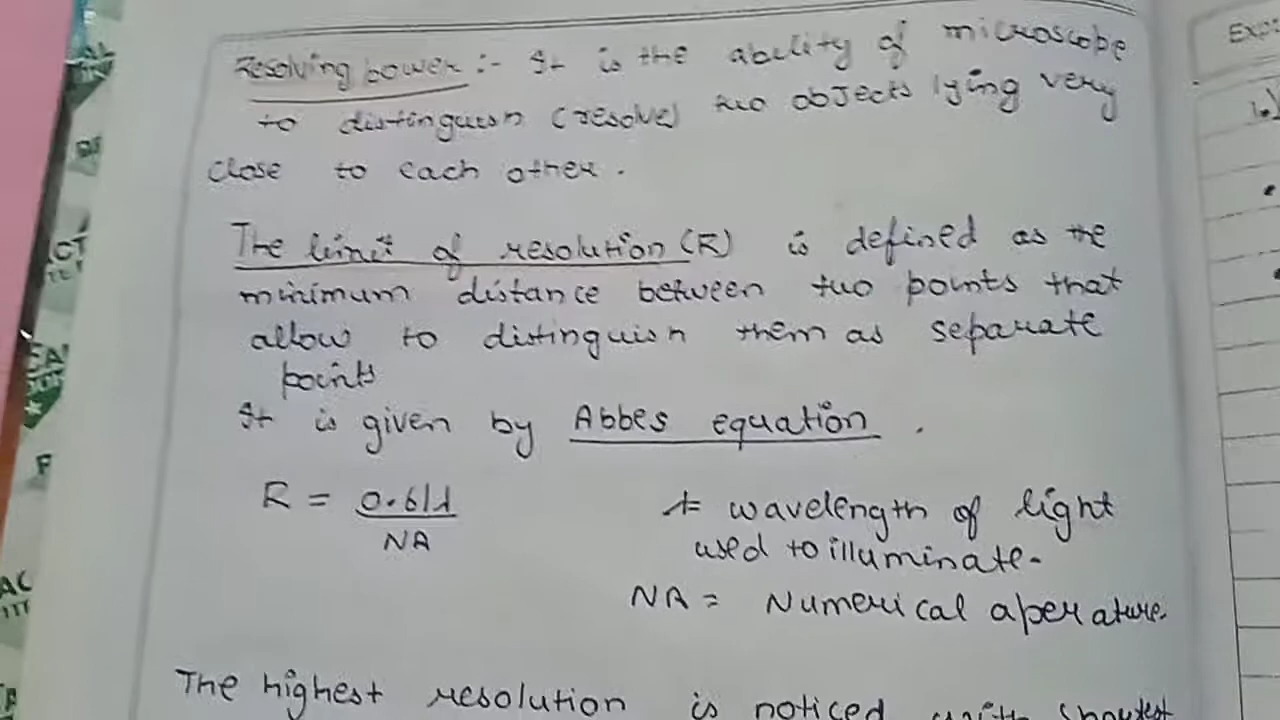 Resolving power :- It is the ability of microscope
to distinguish (resolve) two objects lying very
close to each other.
The limit of resolution (R) is defined as the
minimum distance between two points that
allow to distinguish them as separate
points
It is given by Abbes equation.
R = 0.61λ
NA
λ= wavelength of light
used to illuminate.
NA = Numerical aperature.
The highest resolution is noticed with shortest